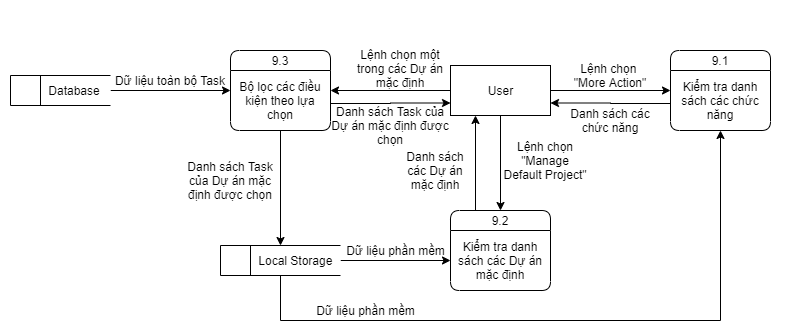 9.3
Bộ lọc các điều
kiện theo lựa
chọn
Lệnh chọn một
trong các Dự án
mặc định
User
Lệnh chọn
"More Action"
9.1
Kiểm tra danh
sách các chức
năng
Database
Dữ liệu toàn bộ Task
Danh sách Task của
Dự án mặc định được
chọn
Danh sách các
chức năng
Danh sách Task
của Dự án mặc
định được chọn
Danh sách
các Dự án
mặc định
Lệnh chọn
"Manage
Default Project"
9.2
Kiểm tra danh
sách các Dự án
mặc định
Local Storage
Dữ liệu phần mềm
Dữ liệu phần mềm